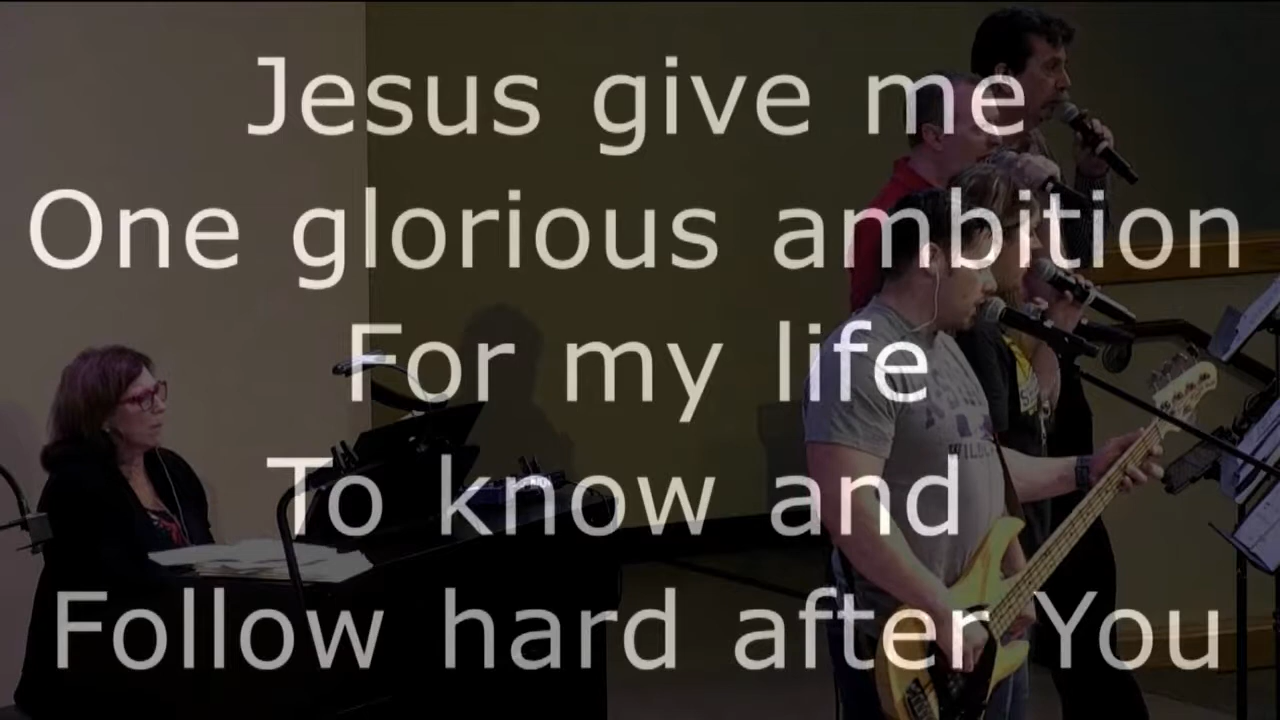 Jesus give me
One glorious ambition
For my life
To know and
Follow hard after You